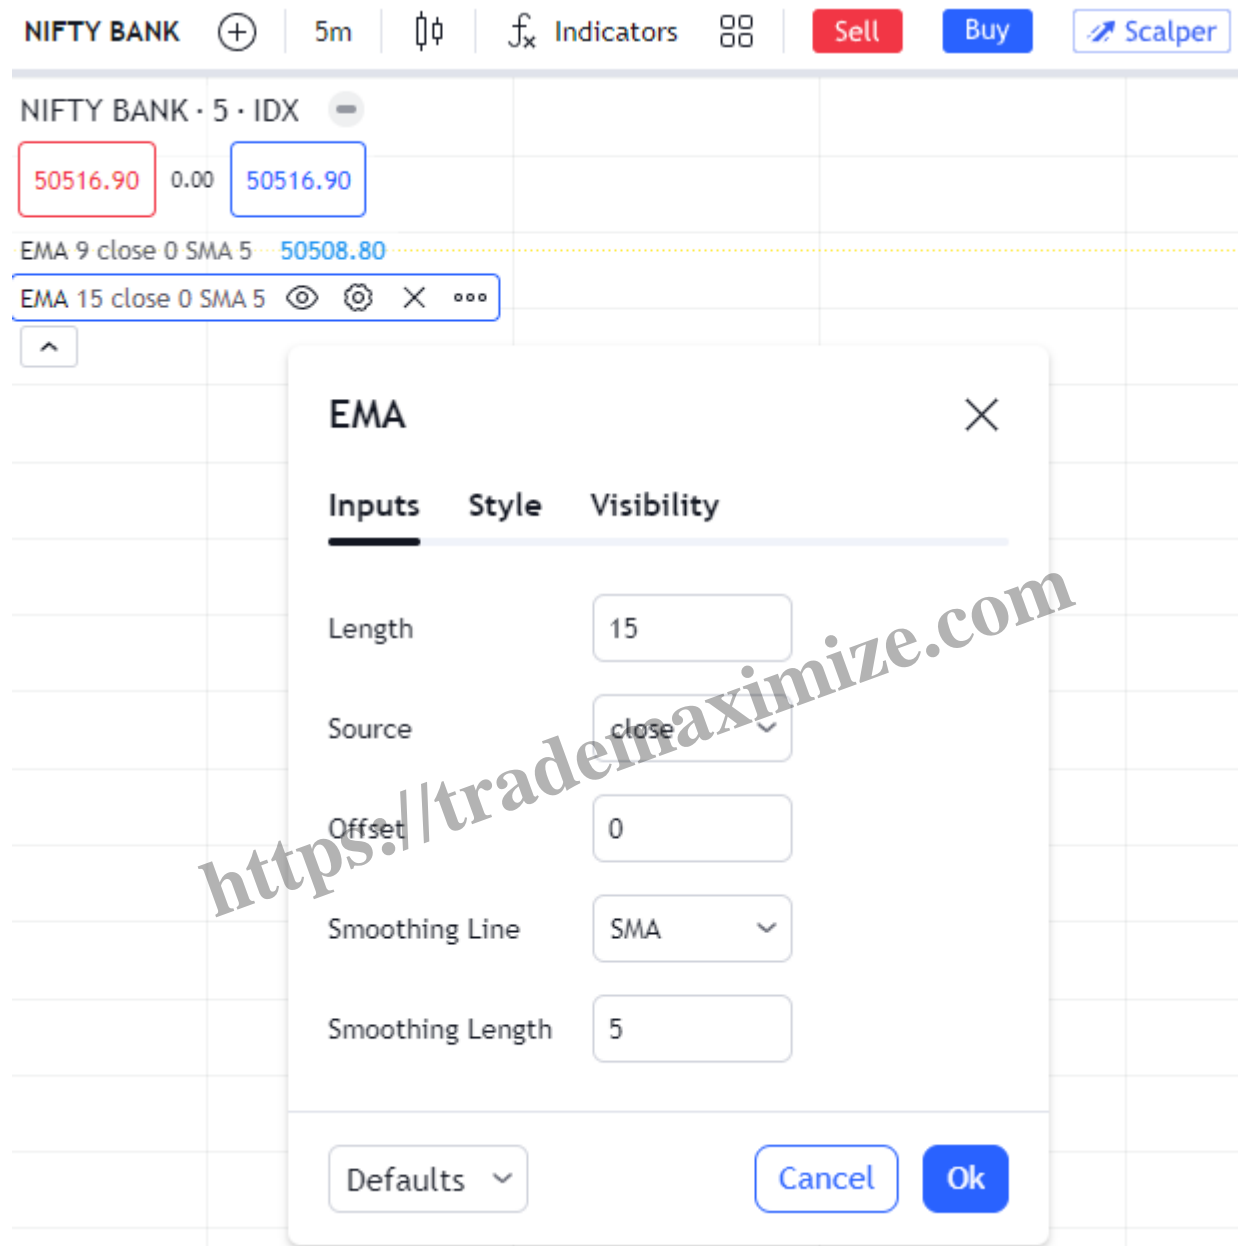 NIFTY BANK 5m Indicators Sell Buy Scalper
NIFTY BANK · 5 · IDX
50516.90 0.00 50516.90
EMA 9 close 0 SMA 5 50508.80
EMA 15 close 0 SMA 5
EMA
Inputs Style Visibility
Length 15
Source close
Offset 0
https://trademaximize.com
Smoothing Line SMA
Smoothing Length 5
Defaults Cancel Ok